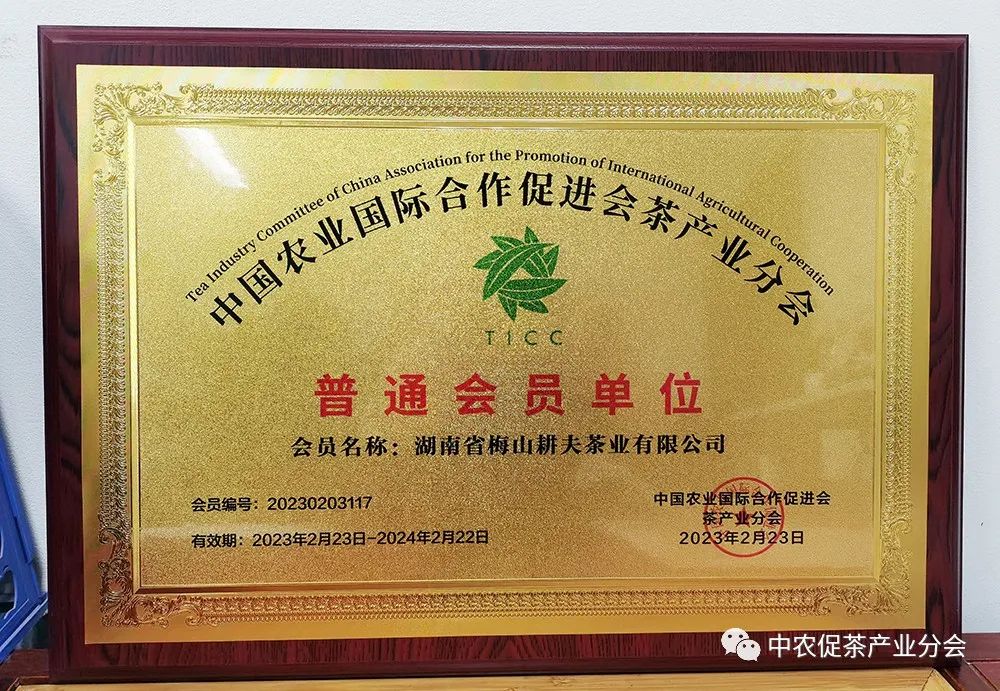 Tea Industry Committee of China Association for the Promotion of International Agricultural Cooperation
中国农业国际合作促进会茶产业分会
TICC
普通会员单位
会员名称：湖南省梅山耕夫茶业有限公司
会员编号：20230203117
有效期：2023年2月23日-2024年2月22日
中国农业国际合作促进会
茶产业分会
2023年2月23日
中农促茶产业分会